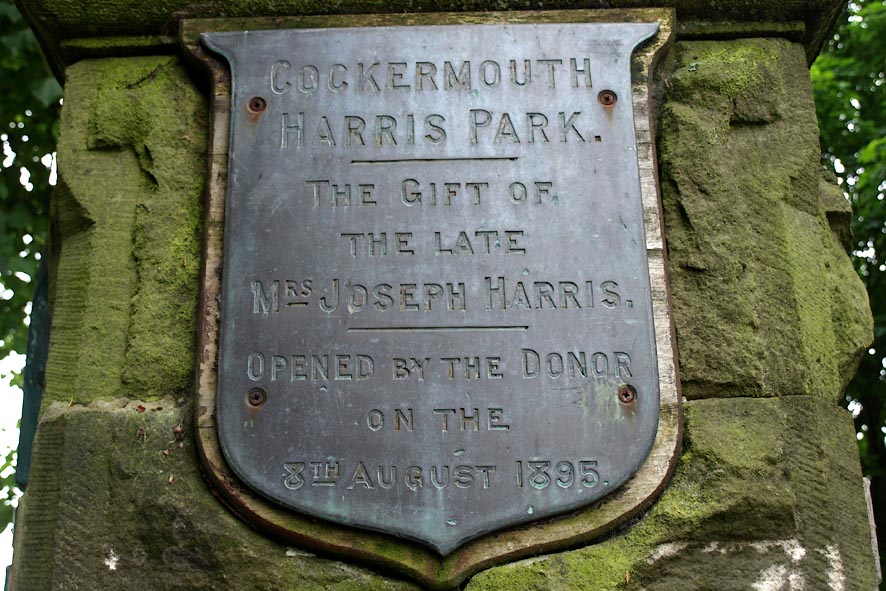 COCKERMOUTH
HARRIS PARK.
THE GIFT OF.
THE LATE
MRS JOSEPH HARRIS.
OPENED BY THE DONOR
ON THE
8TH AUGUST 1895.